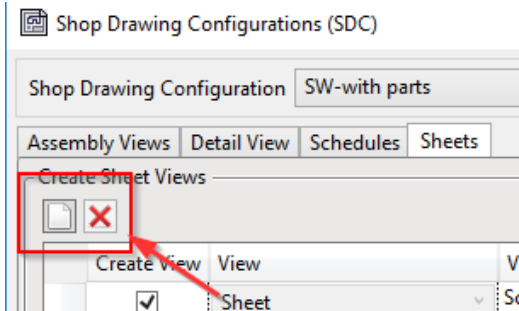 Shop Drawing Configurations (SDC)
Shop Drawing Configuration SW-with parts
Assembly Views Detail View Schedules Sheets
Create Sheet Views
Create View View
Sheet